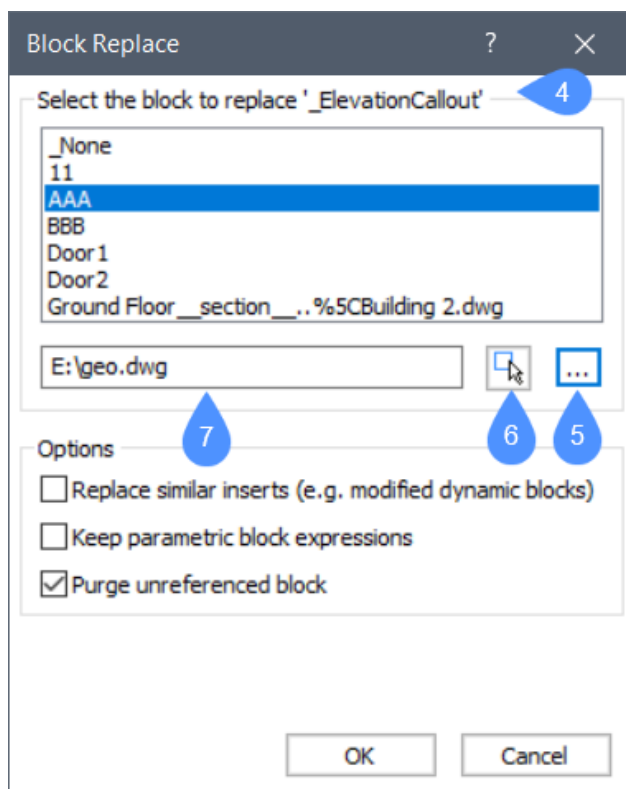 Block Replace ?
Select the block to replace '_ElevationCallout' 4
_None
11
AAA
BBB
Door1
Door2
Ground Floor__section__..%5CBuilding 2.dwg
E:\geo.dwg ...
7 6 5
Options
Replace similar inserts (e.g. modified dynamic blocks)
Keep parametric block expressions
Purge unreferenced block
OK Cancel